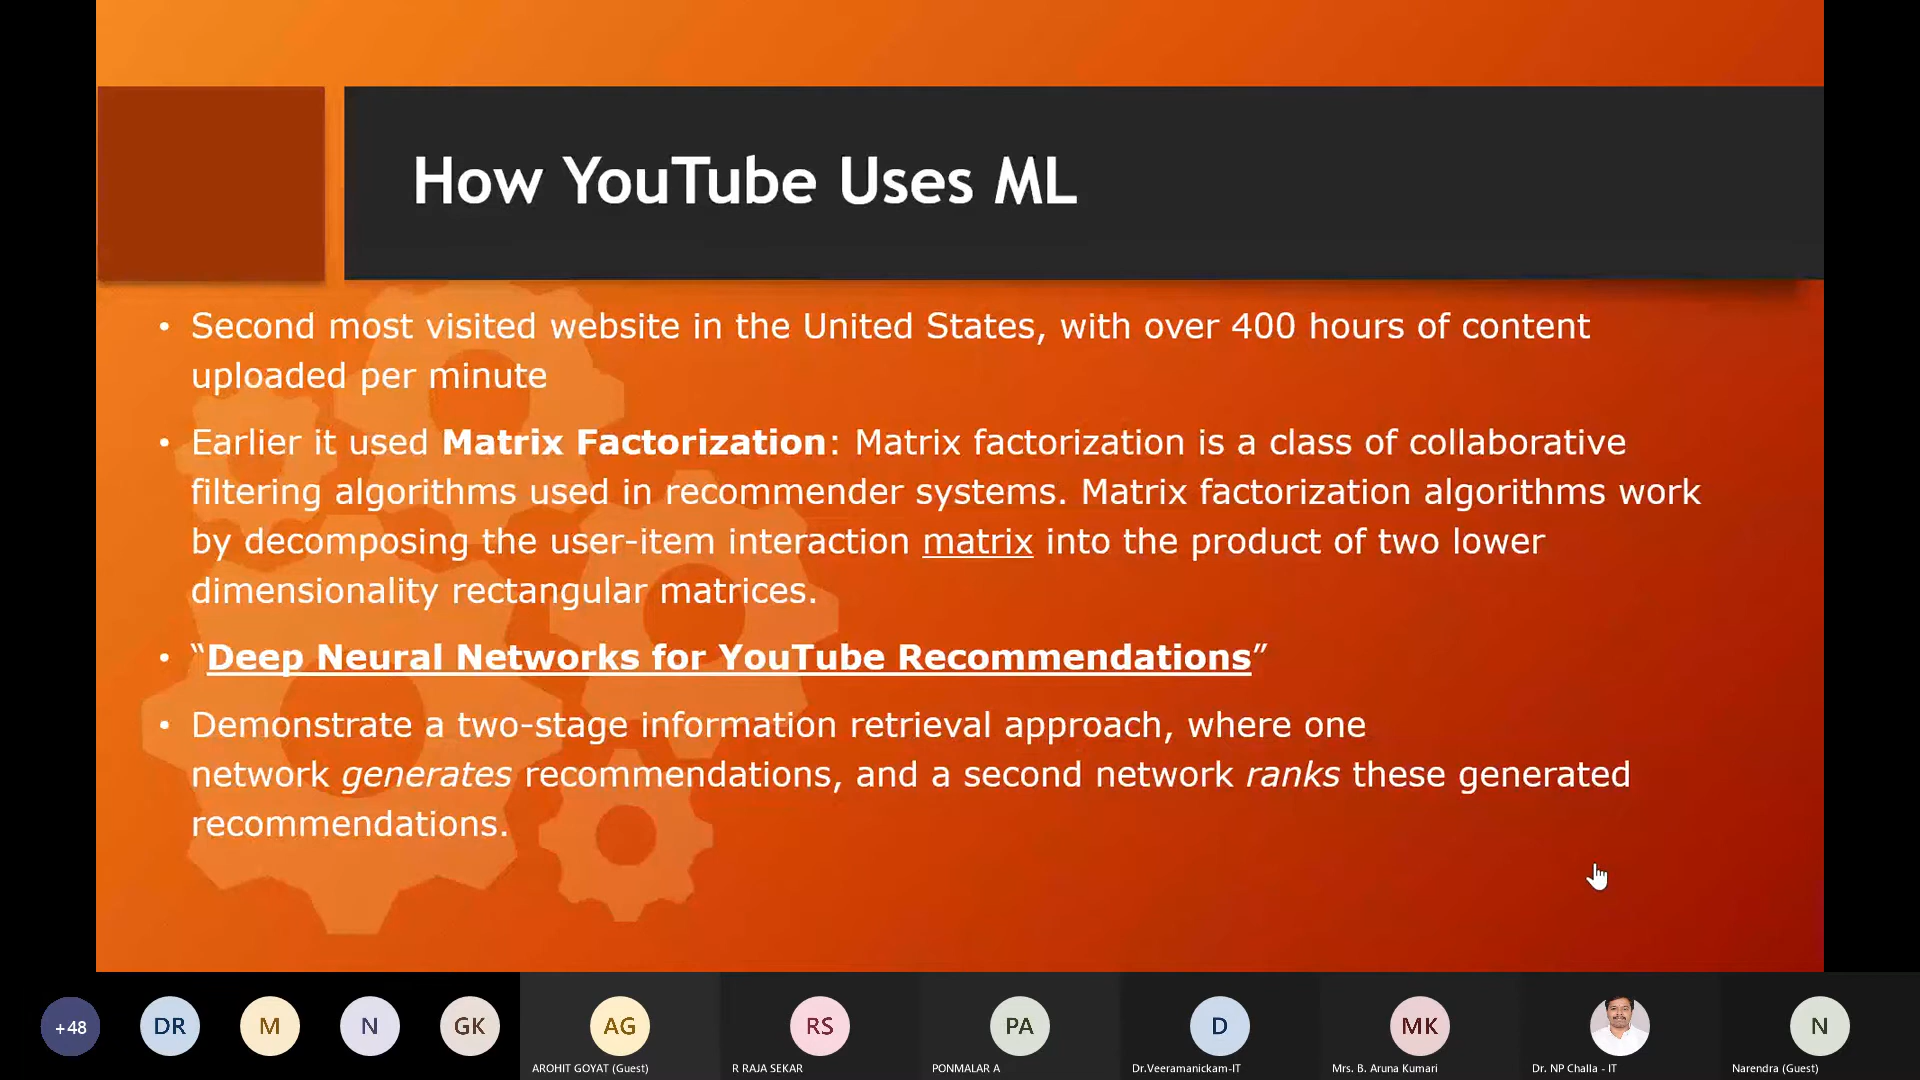 How YouTube Uses ML
• Second most visited website in the United States, with over 400 hours of content
uploaded per minute
• Earlier it used Matrix Factorization: Matrix factorization is a class of collaborative
filtering algorithms used in recommender systems. Matrix factorization algorithms work
by decomposing the user-item interaction matrix into the product of two lower
dimensionality rectangular matrices.
• “Deep Neural Networks for YouTube Recommendations”
• Demonstrate a two-stage information retrieval approach, where one
network generates recommendations, and a second network ranks these generated
recommendations.
+48 DR M N GK AG RS PA D MK N
AROHIT GOYAT (Guest) R RAJA SEKAR PONMALAR A Dr.Veeramanickam-IT Mrs. B. Aruna Kumari Dr. NP Challa - IT Narendra (Guest)